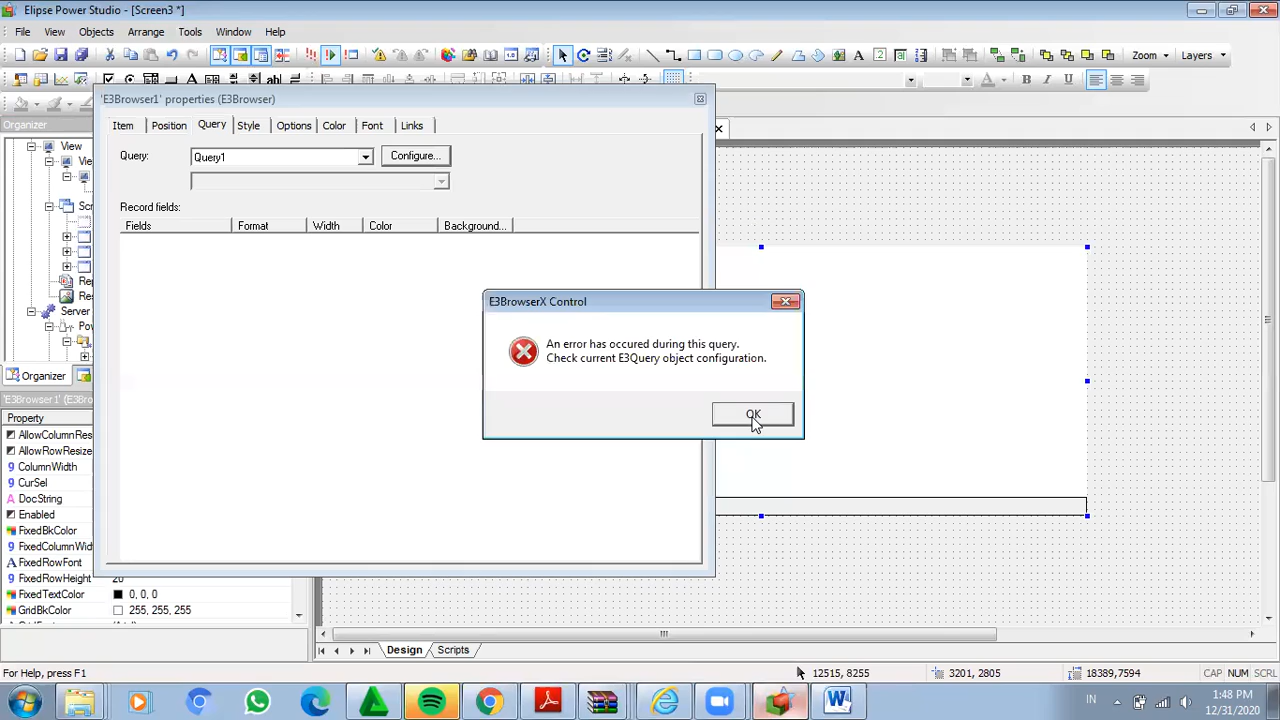 Elipse Power Studio - [Screen3 *]
File Edit Objects Arrange Tools Window Help
Zoom Layers
'E3Browser1' properties (E3Browser)
Organizer
Item Position Query Style Options Color Font Links
Query: Query1 Configure...
Record fields:
Fields Format Width Color Background...
View
Server
Organizer
E3BrowserX Control
An error has occured during this query.
Check current E3Query object configuration.
OK
Property
AllowColumnRes
AllowRowResize
ColumnWidth
CurSel
DocString
Enabled
FixedBkColor
FixedColumnWidt
FixedRowFont
FixedRowHeight 20
FixedTextColor 0, 0, 0
GridBkColor 255, 255, 255
Design Scripts
For Help, press F1
12515, 8255 3201, 2805 18389,7594 CAP NUM SCRL
IN 1:48 PM
12/31/2020